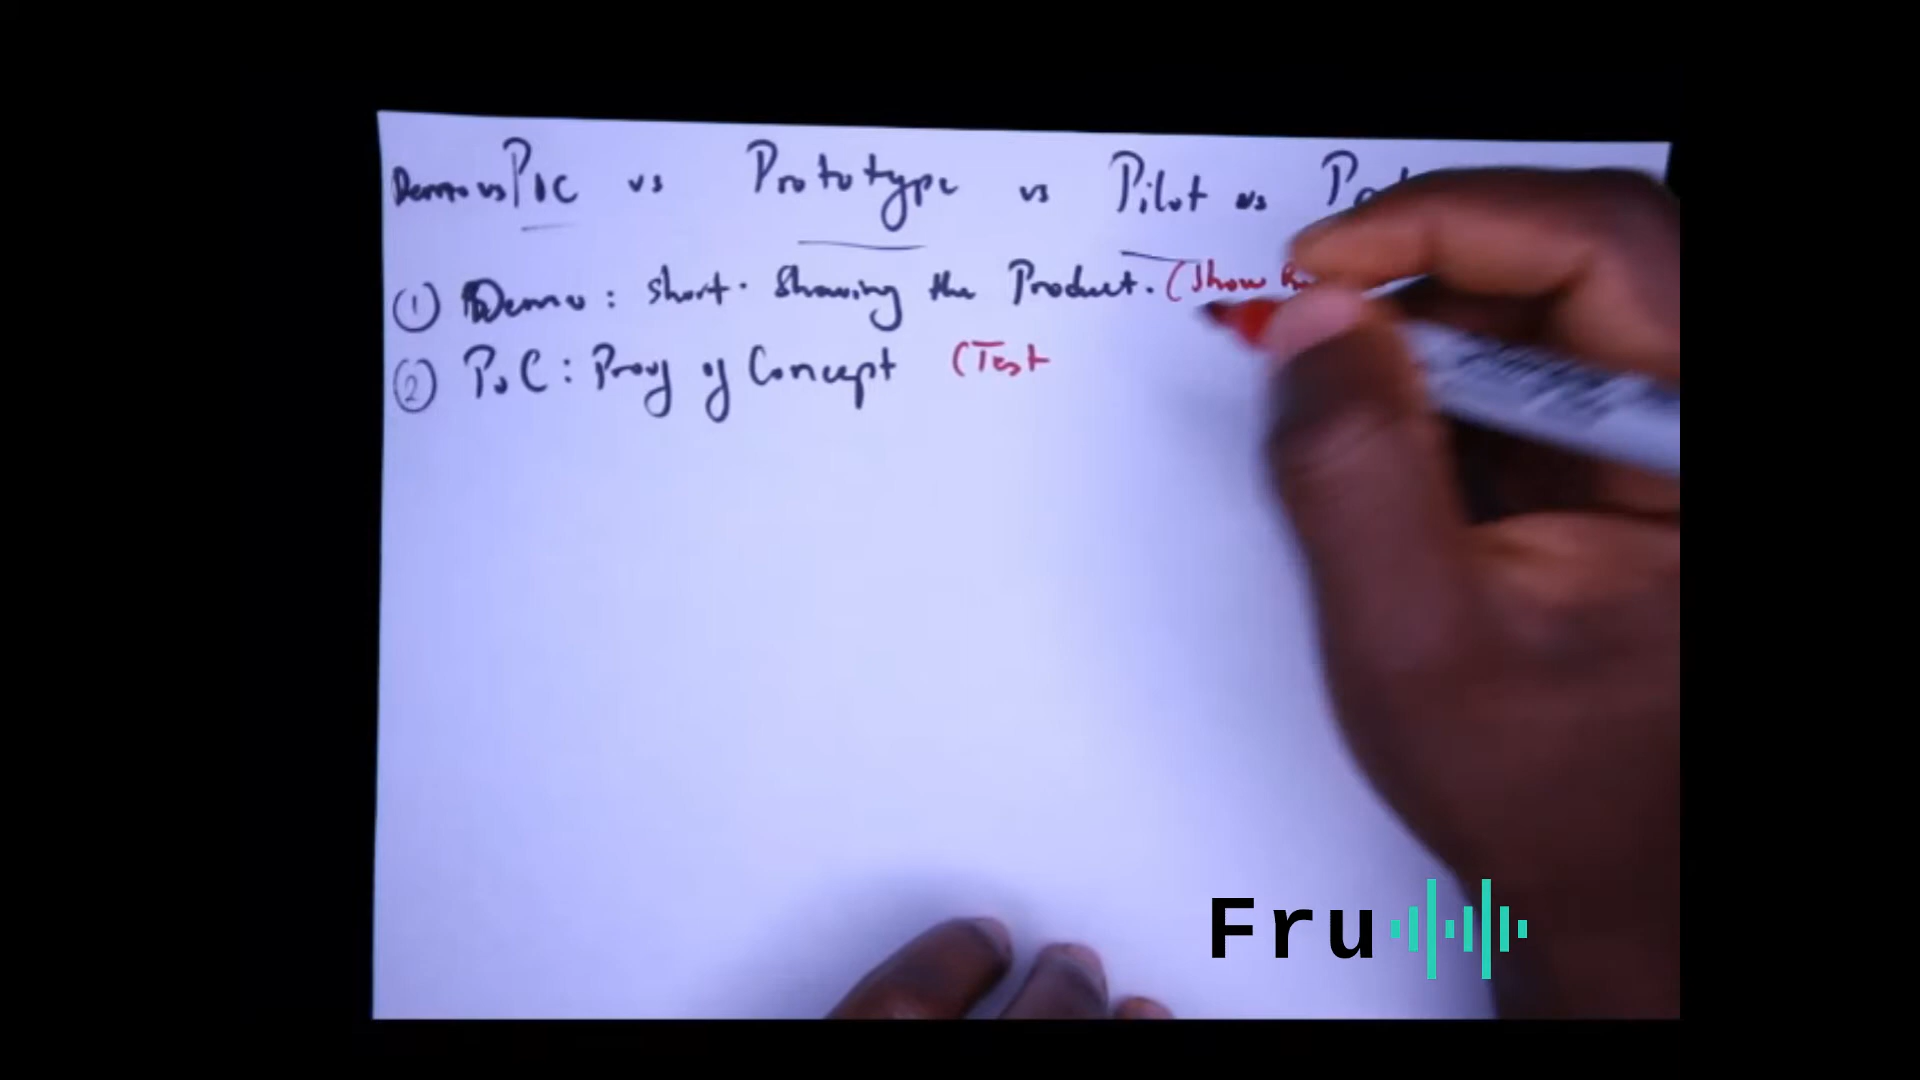 Demo vs PoC vs Prototype vs Pilot vs
① Demo: short. Showing the Product. (Show
② PoC: Proof of Concept (Test
Fru